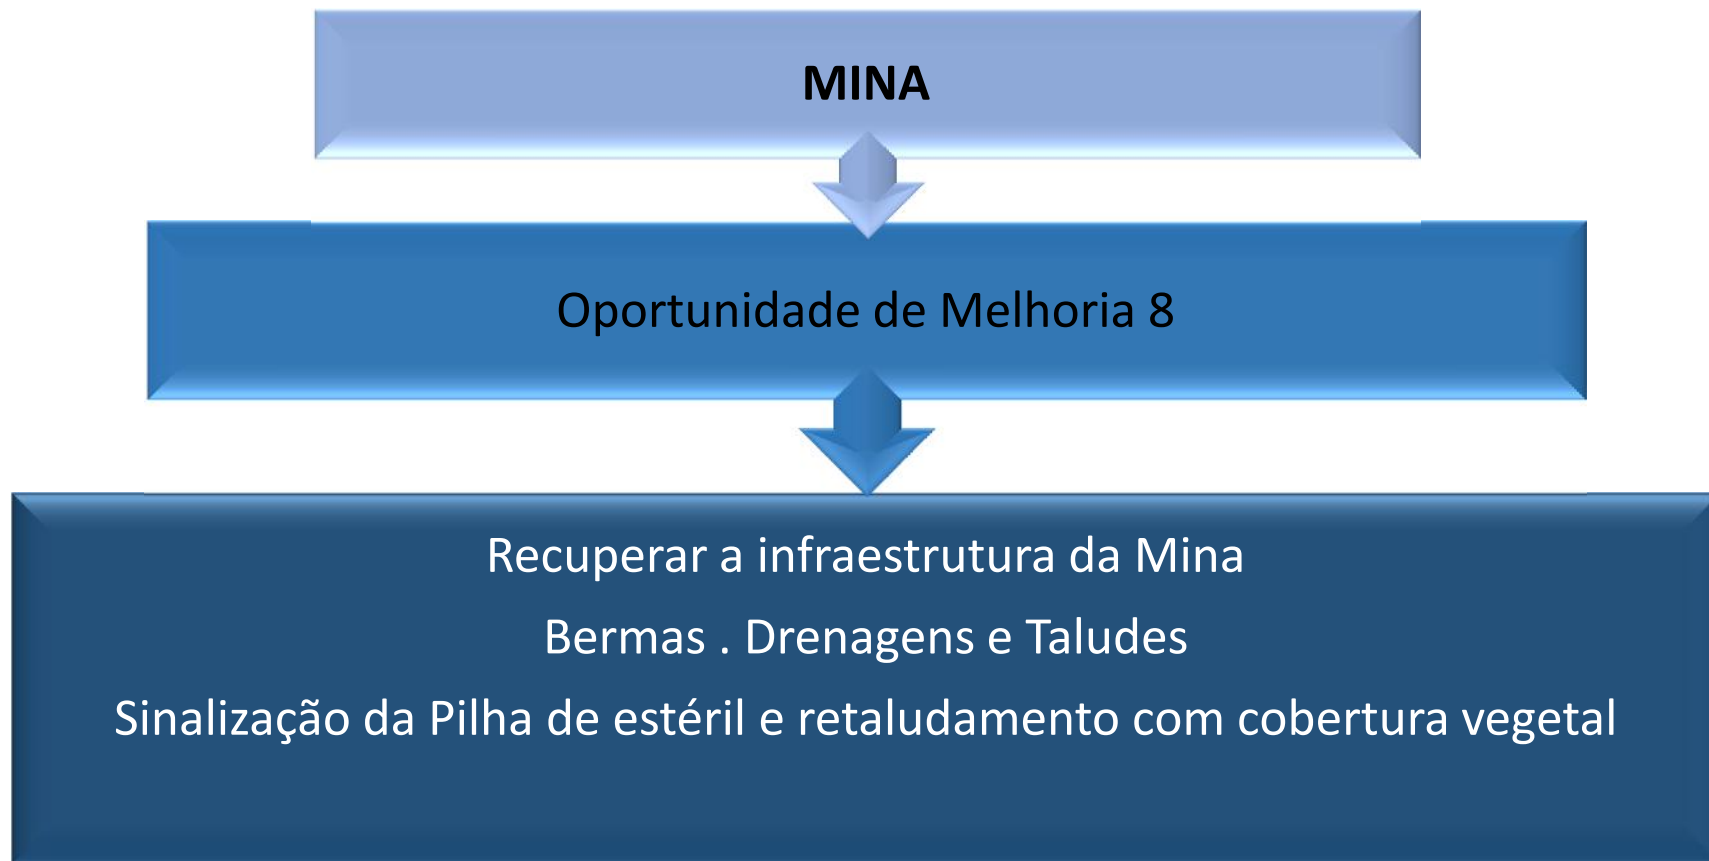 MINA
Oportunidade de Melhoria 8
Recuperar a infraestrutura da Mina
Bermas . Drenagens e Taludes
Sinalização da Pilha de estéril e retaludamento com cobertura vegetal